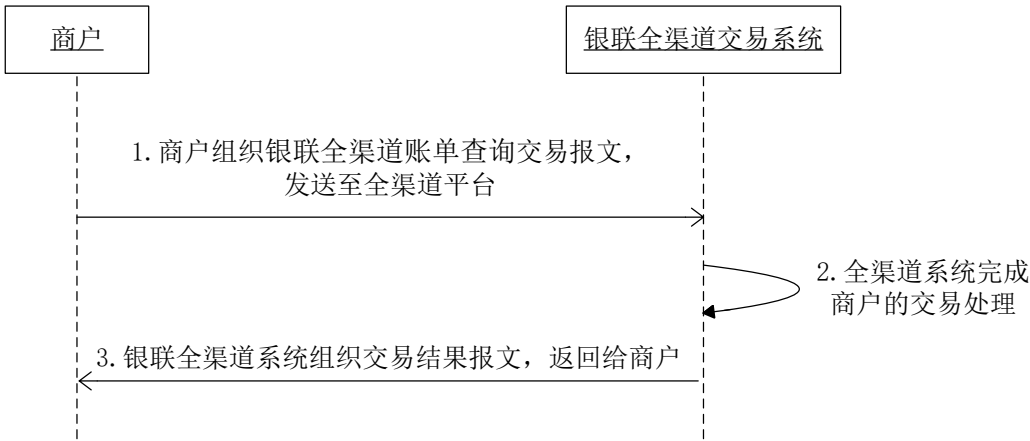 商户
银联全渠道交易系统
1.商户组织银联全渠道账单查询交易报文，
发送至全渠道平台
2.全渠道系统完成
商户的交易处理
3.银联全渠道系统组织交易结果报文，返回给商户